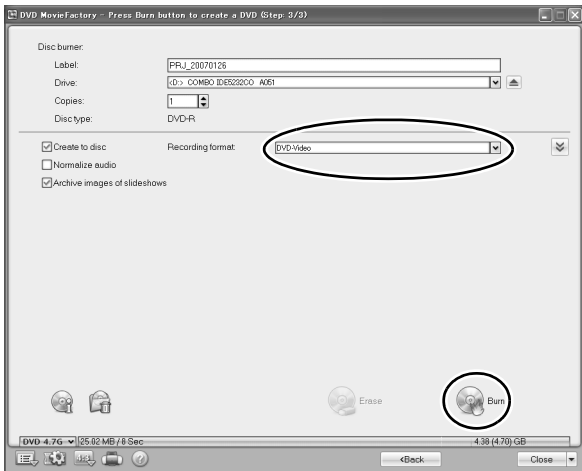 DVD MovieFactory - Press Burn button to create a DVD (Step: 3/3)
Disc burner:
Label: PRJ_20070126
Drive: <D:> COMBO IDE5232CO A051
Copies: 1
Disc type: DVD-R
Create to disc Recording format: DVD-Video
Normalize audio
Archive images of slideshows
Erase Burn
DVD 4.7G 25.02 MB / 8 Sec 4.38 (4.70) GB
<Back Close